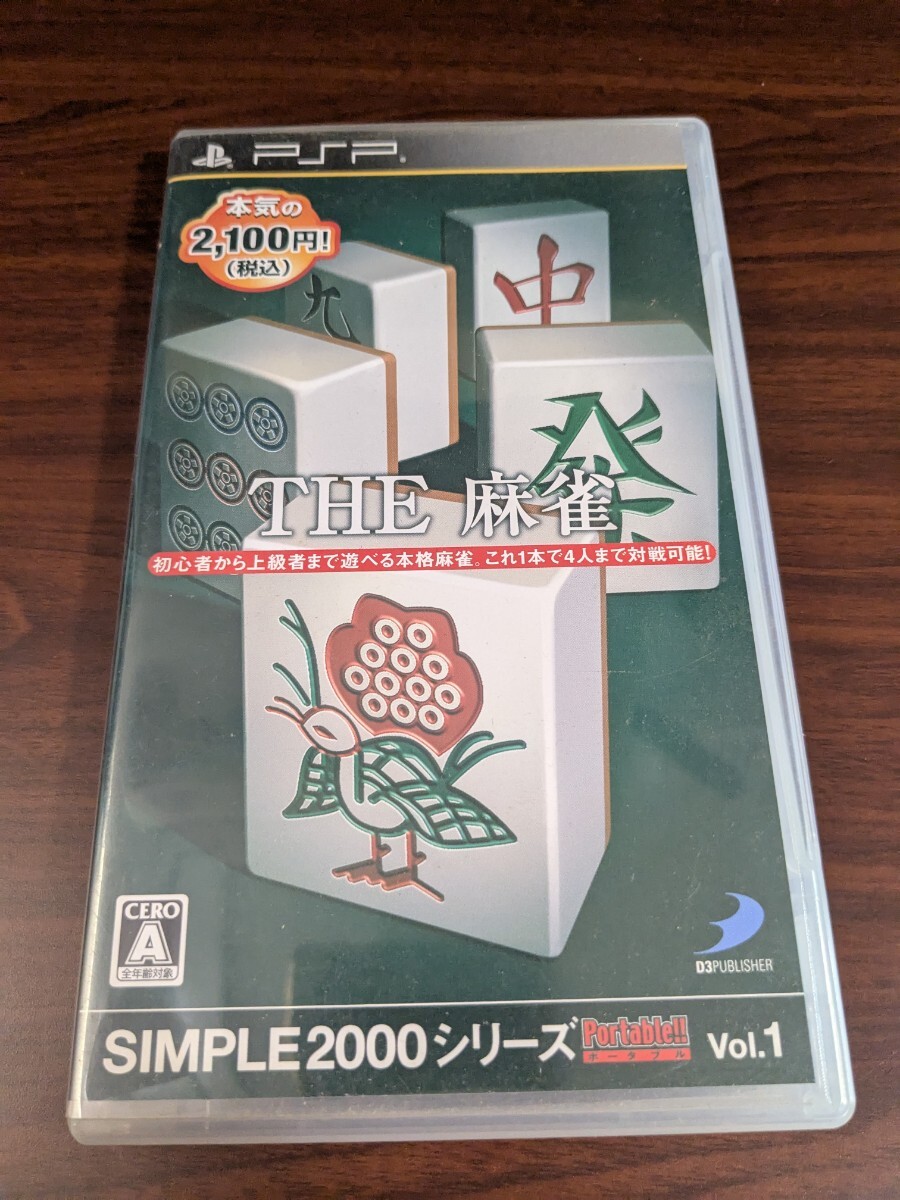 PSP
本気の
2,100円!
(税込)
九
中
發
THE 麻雀
初心者から上級者まで遊べる本格麻雀。これ1本で4人まで対戦可能!
CERO
A
全年齢対象
D3PUBLISHER
SIMPLE2000シリーズ Portable!! Vol.1
ポータブル